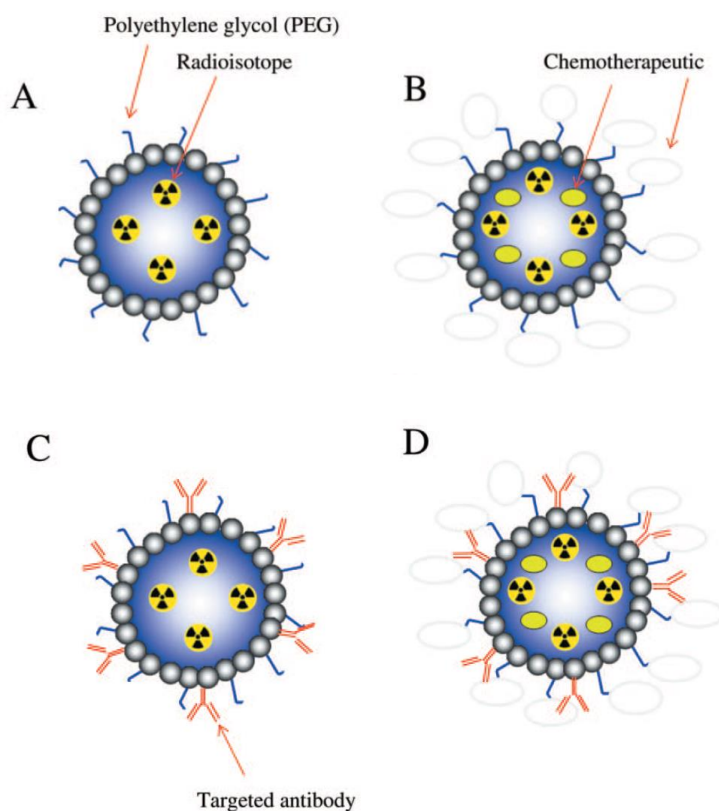 Polyethylene glycol (PEG)
Radioisotope
Chemotherapeutic
A
B
C
D
Targeted antibody